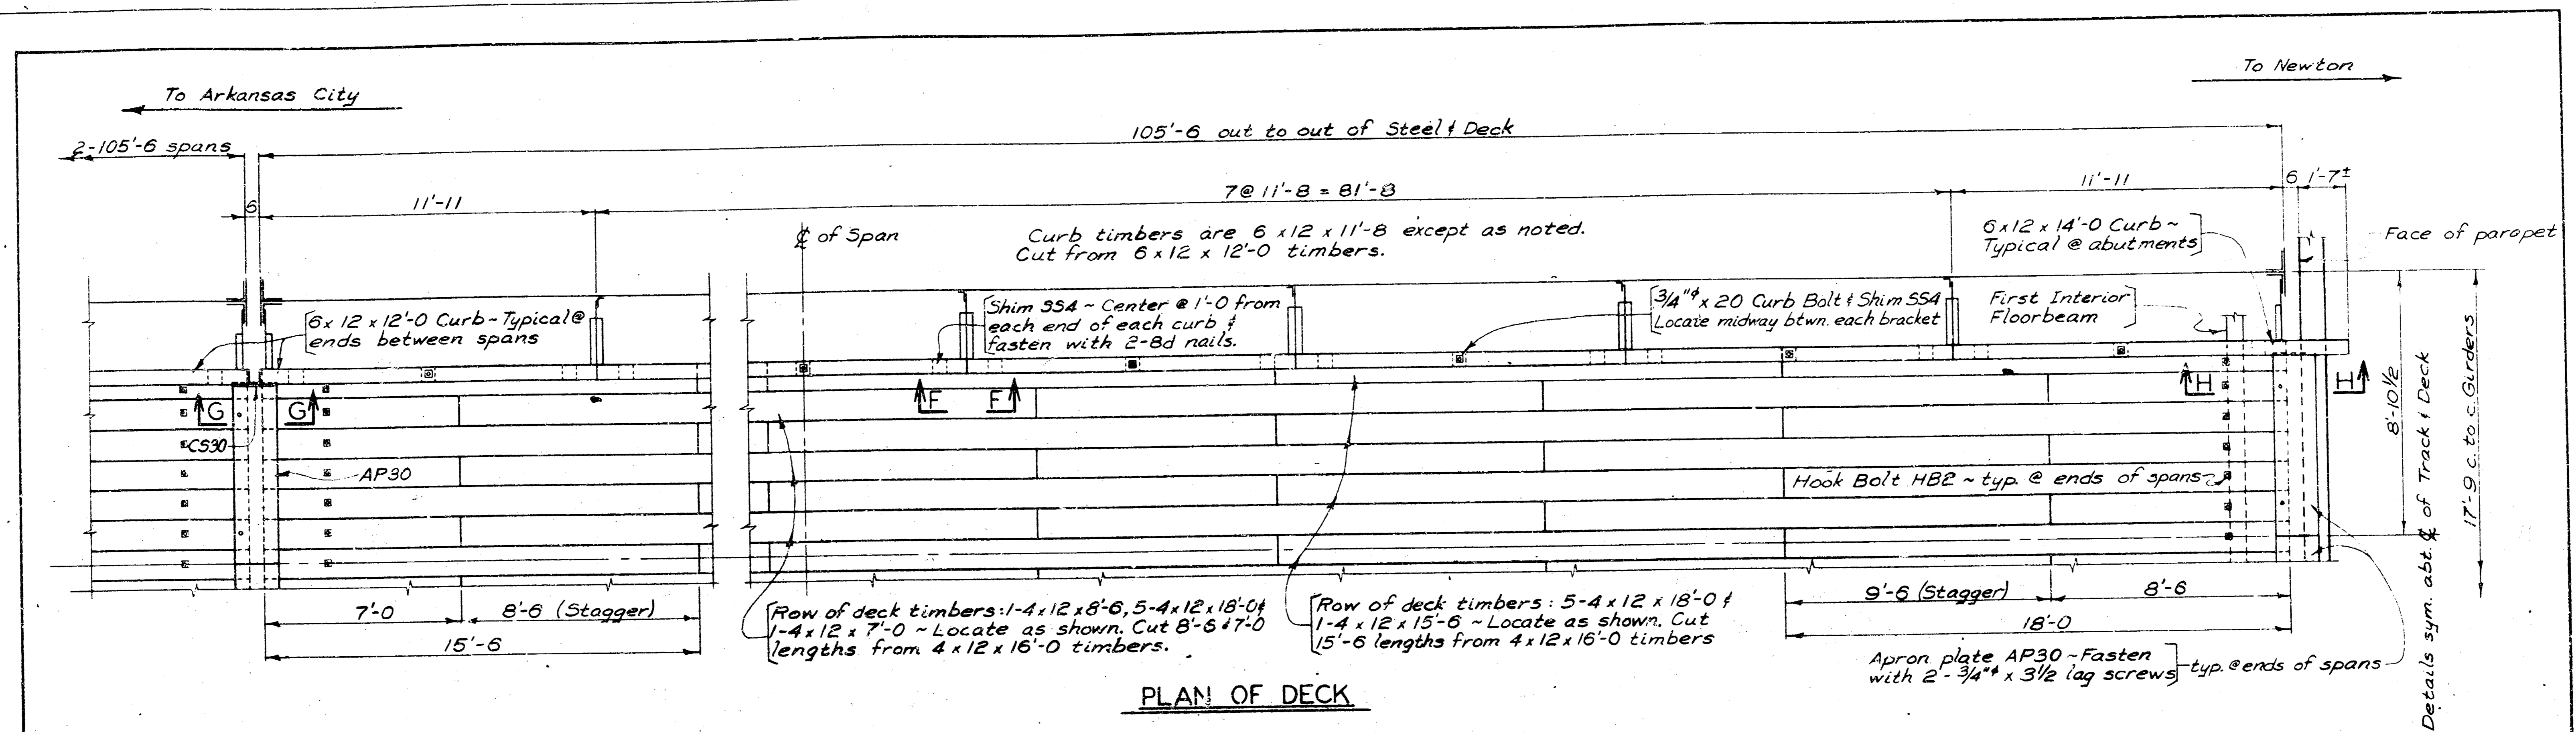 To Arkansas City
To Newton
105'-6 out to out of Steel & Deck
2-105'-6 spans
6
11'-11
7@ 11'-8 = 81'-8
11'-11
6
1'-7±
℄ of Span
Curb timbers are 6 x 12 x 11'-8 except as noted.
Cut from 6 x 12 x 12'-0 timbers.
6x12 x 14'-0 Curb ~
Typical @ abutments
Face of parapet
6x 12 x 12'-0 Curb ~ Typical @
ends between spans
Shim SS4 ~ Center @ 1'-0 from
each end of each curb &
fasten with 2-8d nails.
3/4"φ x 20 Curb Bolt & Shim SS4
Locate midway btwn. each bracket
First Interior
Floorbeam
G
G
F
F
H
H
CS30
AP30
Hook Bolt HB2 ~ typ. @ ends of spans
8'-10½
17'-9 c. to c. Girders
Details sym. abt. ℄ of Track & Deck
7'-0
8'-6 (Stagger)
15'-6
Row of deck timbers: 1-4x12 x 8'-6, 5-4x12 x 18'-0 &
1-4x12 x 7'-0 ~ Locate as shown. Cut 8'-6 & 7'-0
lengths from 4 x 12 x 16'-0 timbers.
Row of deck timbers: 5-4 x 12 x 18'-0 &
1-4 x 12 x 15'-6 ~ Locate as shown. Cut
15'-6 lengths from 4 x 12 x 16'-0 timbers
9'-6 (Stagger)
8'-6
18'-0
Apron plate AP30 ~ Fasten
with 2-3/4"φ x 3½ lag screws
typ. @ ends of spans
PLAN OF DECK